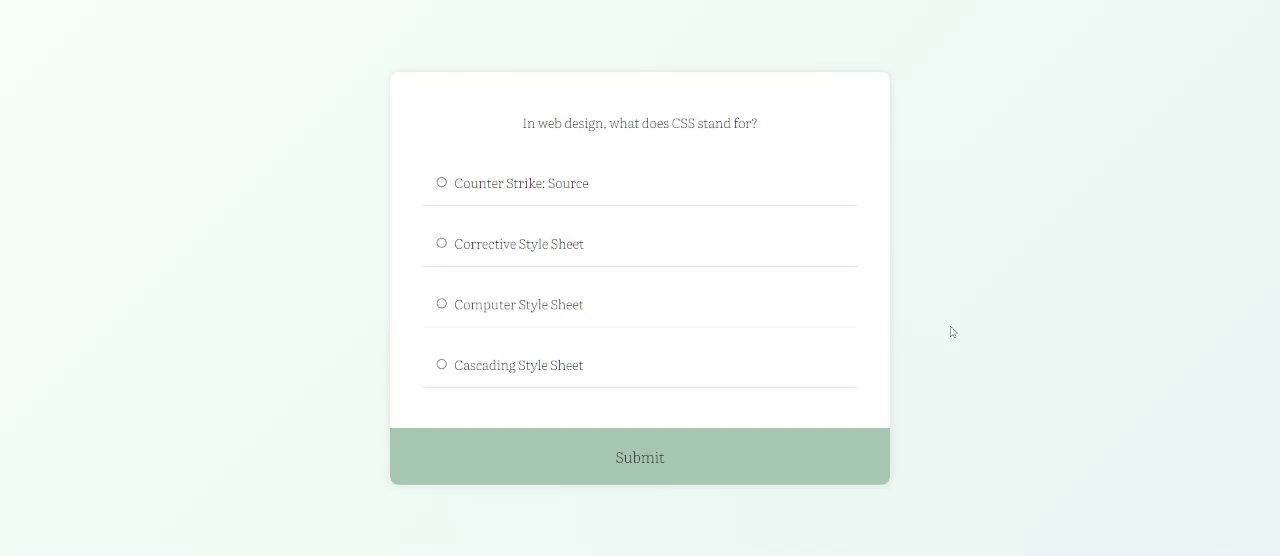 In web design, what does CSS stand for?
Counter Strike: Source
Corrective Style Sheet
Computer Style Sheet
Cascading Style Sheet
Submit